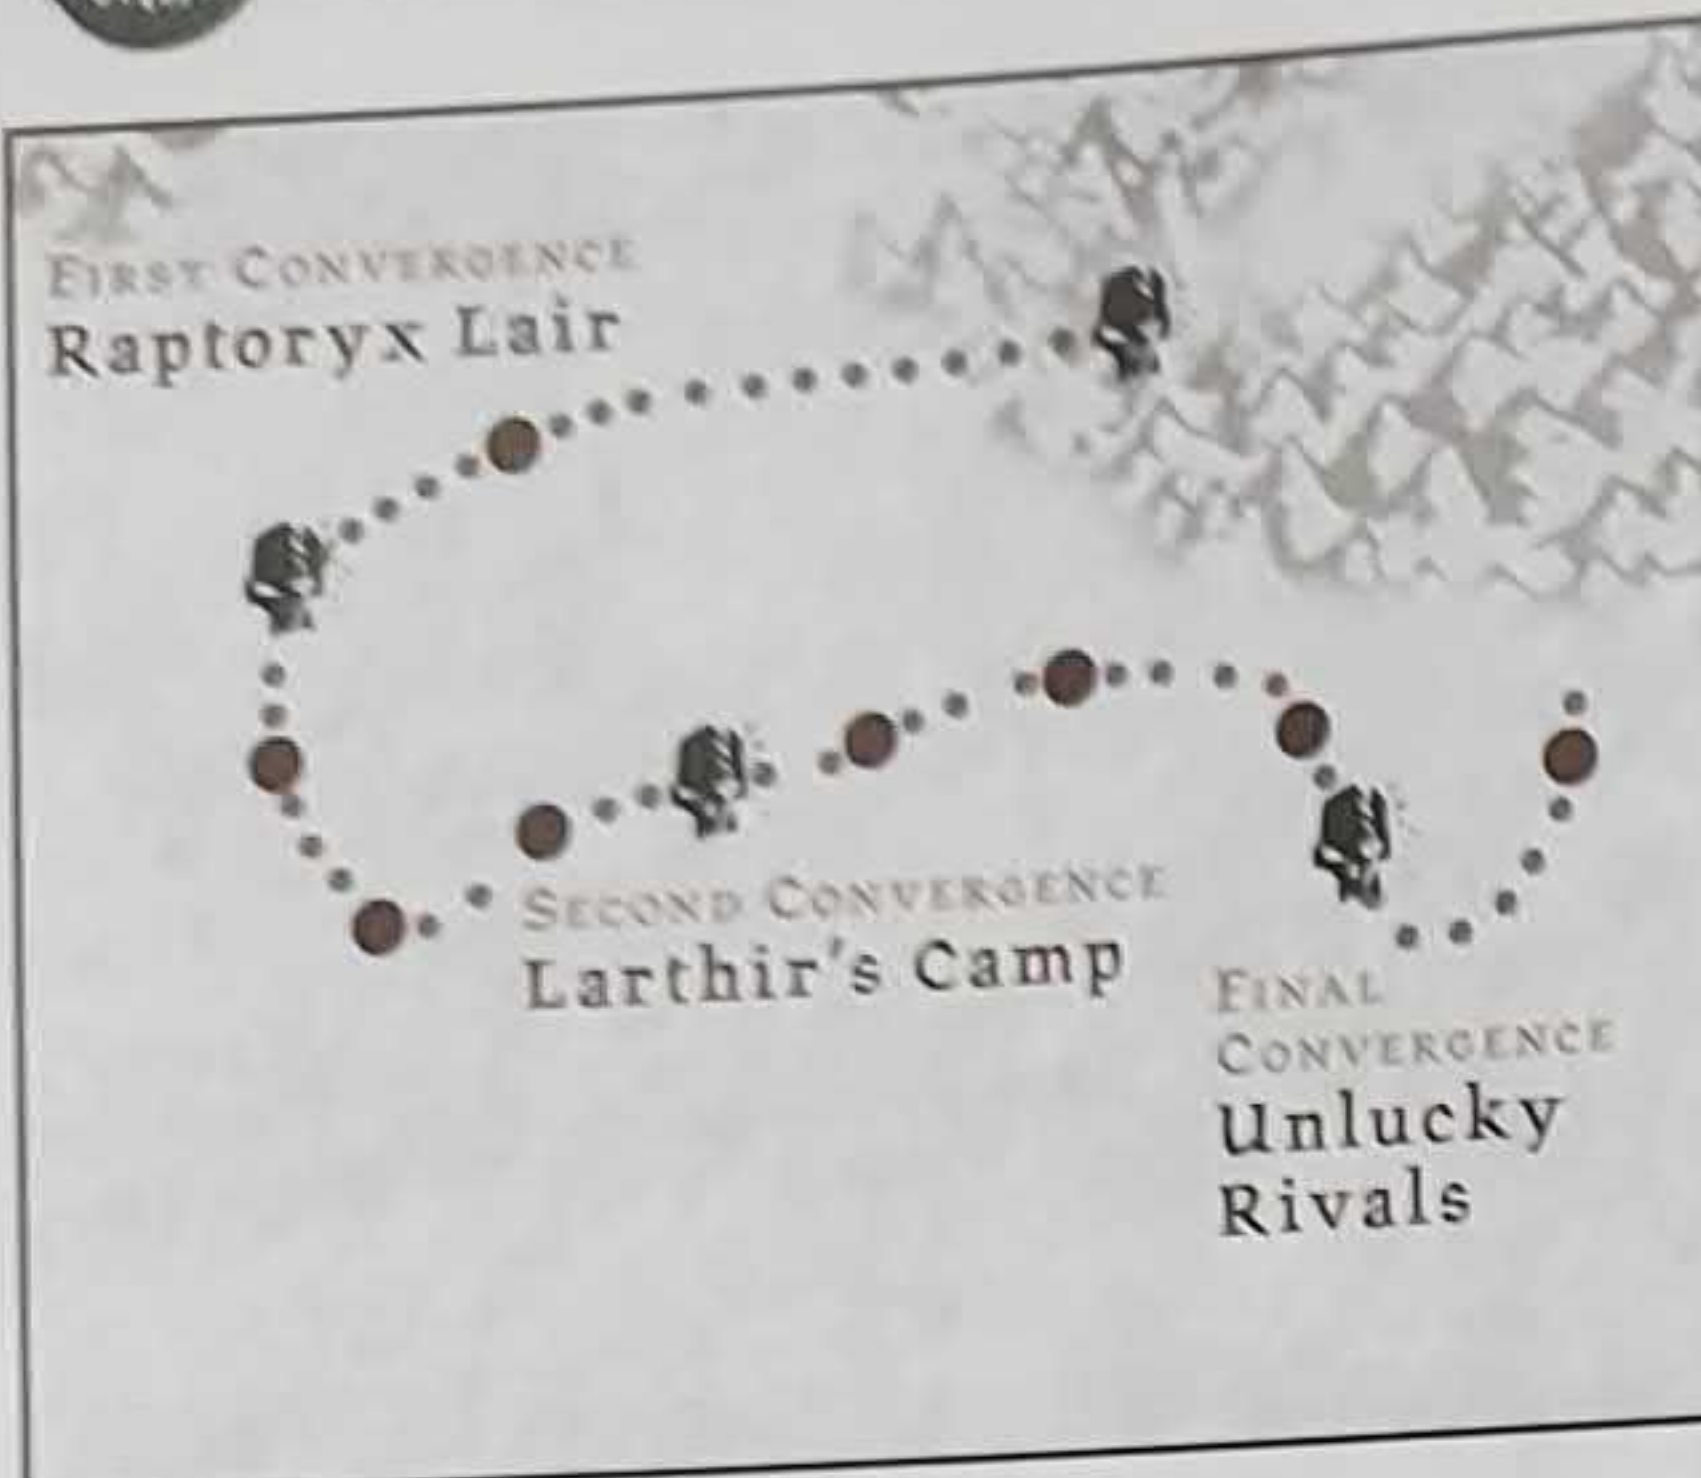 First Convergence
Raptoryx Lair
Second Convergence
Larthir's Camp
Final
Convergence
Unlucky
Rivals